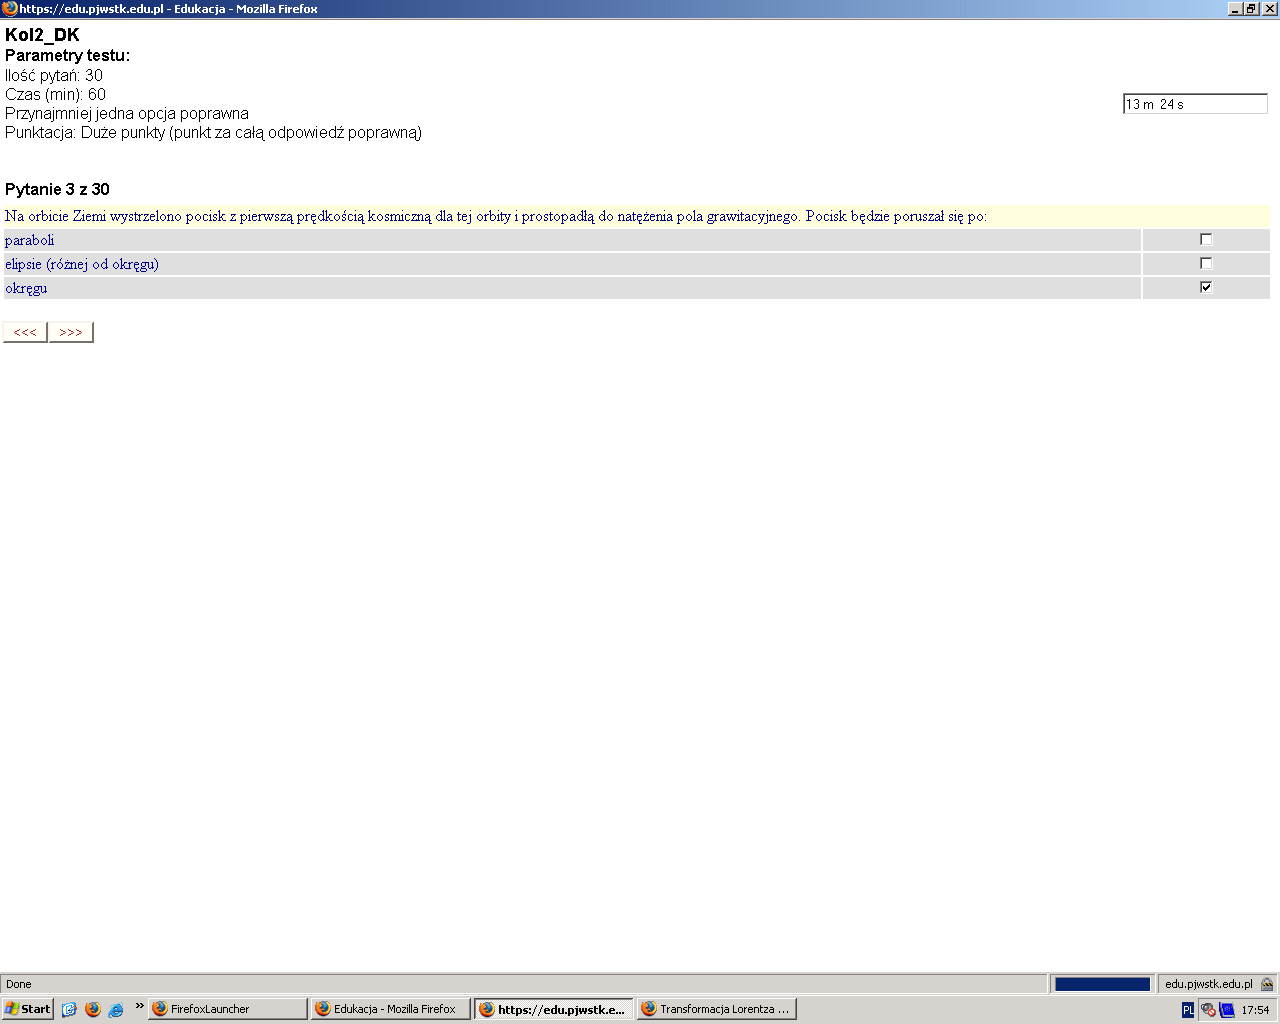 https://edu.pjwstk.edu.pl - Edukacja - Mozilla Firefox
Kol2_DK
Parametry testu:
Ilość pytań: 30
Czas (min): 60
13 m 24 s
Przynajmniej jedna opcja poprawna
Punktacja: Duże punkty (punkt za całą odpowiedź poprawną)
Pytanie 3 z 30
Na orbicie Ziemi wystrzelono pocisk z pierwszą prędkością kosmiczną dla tej orbity i prostopadłą do natężenia pola grawitacyjnego. Pocisk będzie poruszał się po:
paraboli
elipsie (różnej od okręgu)
okręgu
<<< >>>
Done
edu.pjwstk.edu.pl
Start » FirefoxLauncher Edukacja - Mozilla Firefox https://edu.pjwstk.e... Transformacja Lorentza ... PL 17:54